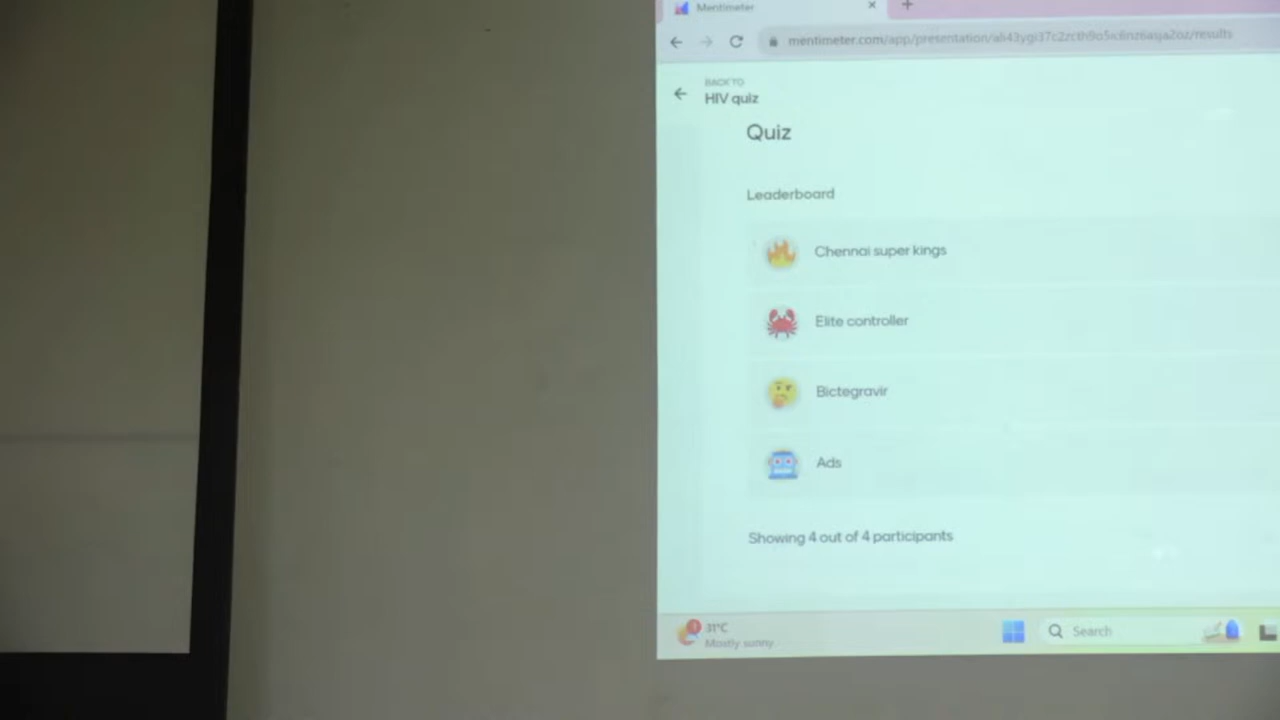 Mentimeter
BACK TO
HIV quiz
Quiz
Leaderboard
Chennai super kings
Elite controller
Bictegravir
Ads
Showing 4 out of 4 participants
31°C
Mostly sunny
Search